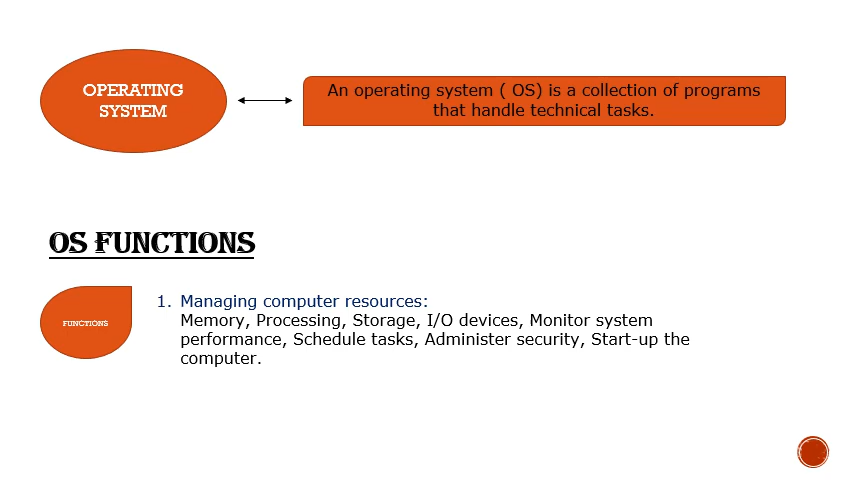 OPERATING
SYSTEM
An operating system ( OS) is a collection of programs
that handle technical tasks.
OS FUNCTIONS
FUNCTIONS
1. Managing computer resources:
Memory, Processing, Storage, I/O devices, Monitor system
performance, Schedule tasks, Administer security, Start-up the
computer.